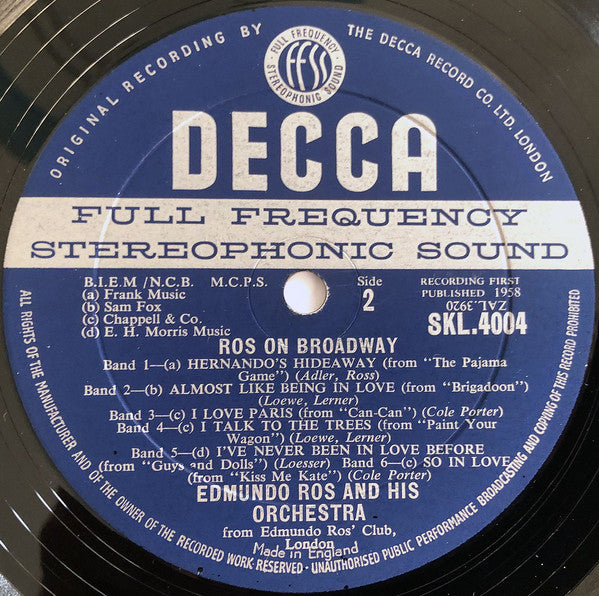 ORIGINAL RECORDING BY THE DECCA RECORD CO. LTD. LONDON
FULL FREQUENCY
FFSS
STEREOPHONIC SOUND
DECCA
FULL FREQUENCY
STEREOPHONIC SOUND
B.I.E.M/N.C.B. M.C.P.S.
(a) Frank Music
(b) Sam Fox
(c) Chappell & Co.
(d) E. H. Morris Music
Side
2
RECORDING FIRST
PUBLISHED 1958
ZAL.3920
SKL.4004
ROS ON BROADWAY
Band 1—(a) HERNANDO'S HIDEAWAY (from "The Pajama
Game") (Adler, Ross)
Band 2—(b) ALMOST LIKE BEING IN LOVE (from "Brigadoon")
(Loewe, Lerner)
Band 3—(c) I LOVE PARIS (from "Can-Can") (Cole Porter)
Band 4—(c) I TALK TO THE TREES (from "Paint Your
Wagon") (Loewe, Lerner)
Band 5—(d) I'VE NEVER BEEN IN LOVE BEFORE
(from "Guys and Dolls") (Loesser) Band 6—(c) SO IN LOVE
(from "Kiss Me Kate") (Cole Porter)
EDMUNDO ROS AND HIS
ORCHESTRA
from Edmundo Ros' Club,
London
Made in England
ALL RIGHTS OF THE MANUFACTURER AND OF THE OWNER OF THE RECORDED WORK RESERVED - UNAUTHORISED PUBLIC PERFORMANCE BROADCASTING AND COPYING OF THIS RECORD PROHIBITED